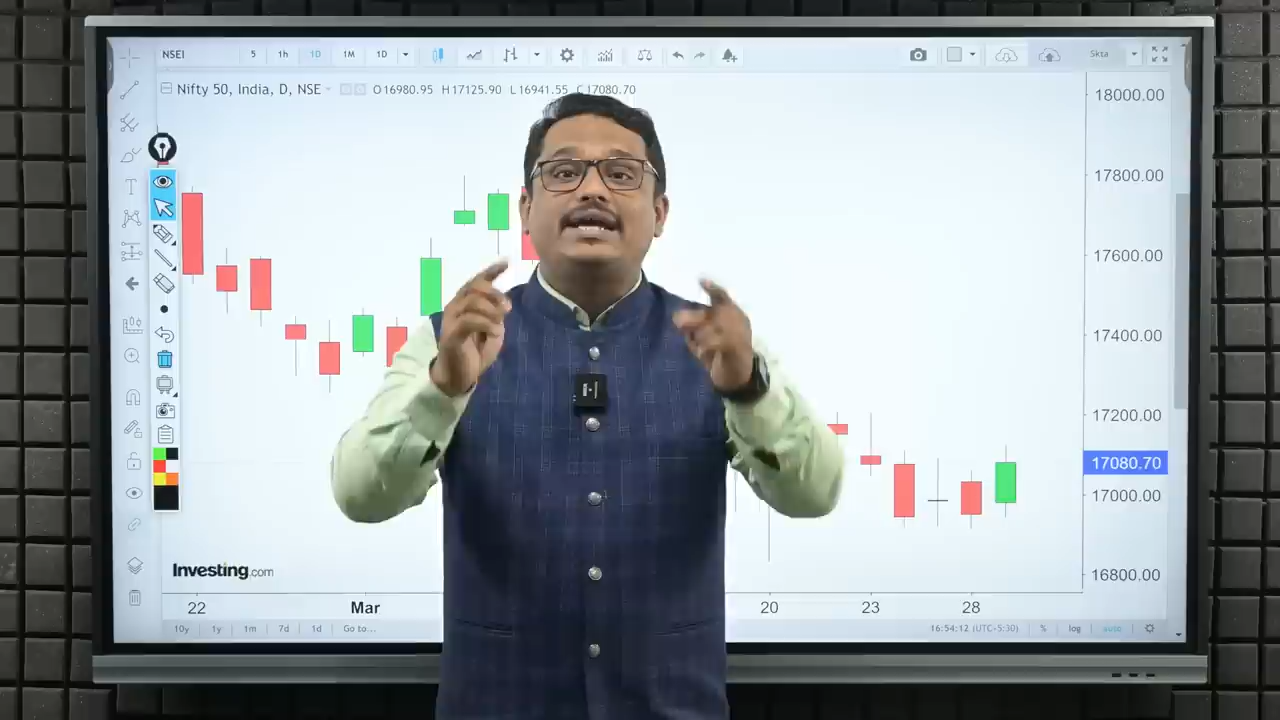 NSEI 5 1h 1D 1M 1D Skta
Nifty 50, India, D, NSE O16980.95 H17125.90 L16941.55 C17080.70
18000.00
17800.00
17600.00
17400.00
17200.00
17080.70
17000.00
16800.00
T
Investing.com
22 Mar 20 23 28
10y 1y 1m 7d 1d Go to... 16:54:12 (UTC+5:30) % log auto